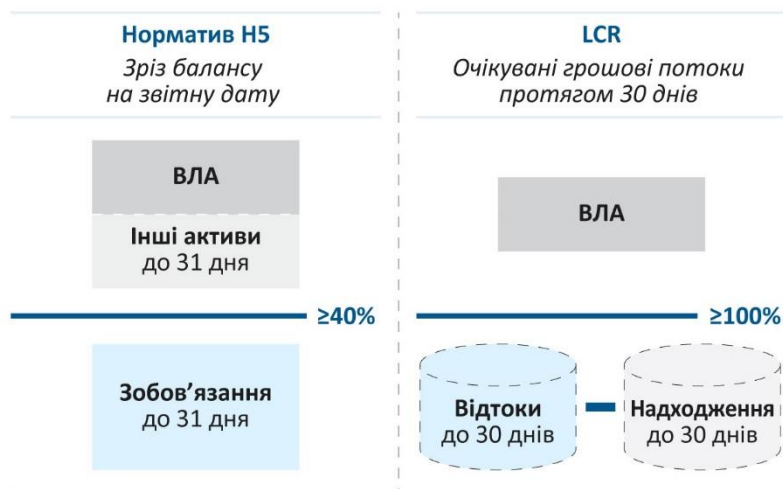 Норматив Н5
Зріз балансу
на звітну дату
ВЛА
Інші активи
до 31 дня
≥40%
Зобов’язання
до 31 дня
LCR
Очікувані грошові потоки
протягом 30 днів
ВЛА
≥100%
Відтоки
до 30 днів
Надходження
до 30 днів